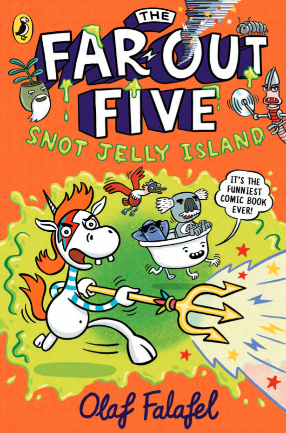 THE
FAR OUT
FIVE
SNOT JELLY ISLAND
IT'S THE
FUNNIEST
COMIC BOOK
EVER!
Olaf Falafel